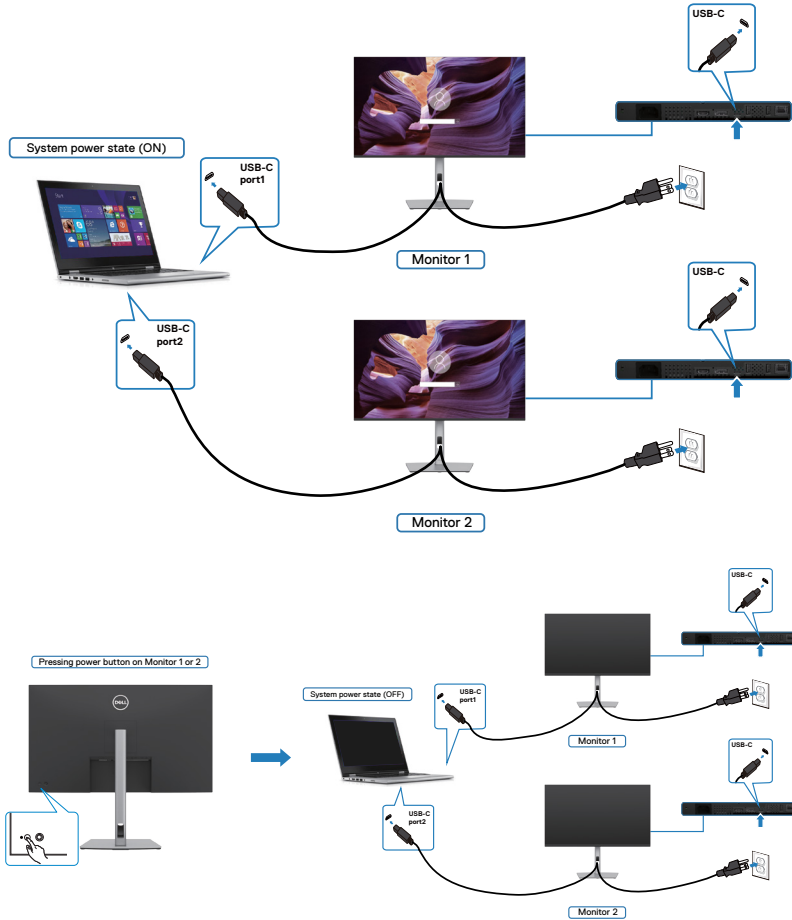 USB-C
System power state (ON)
USB-C
port1
Monitor 1
USB-C
USB-C
port2
Monitor 2
USB-C
Pressing power button on Monitor 1 or 2
DELL
System power state (OFF)
USB-C
port1
Monitor 1
USB-C
USB-C
port2
Monitor 2